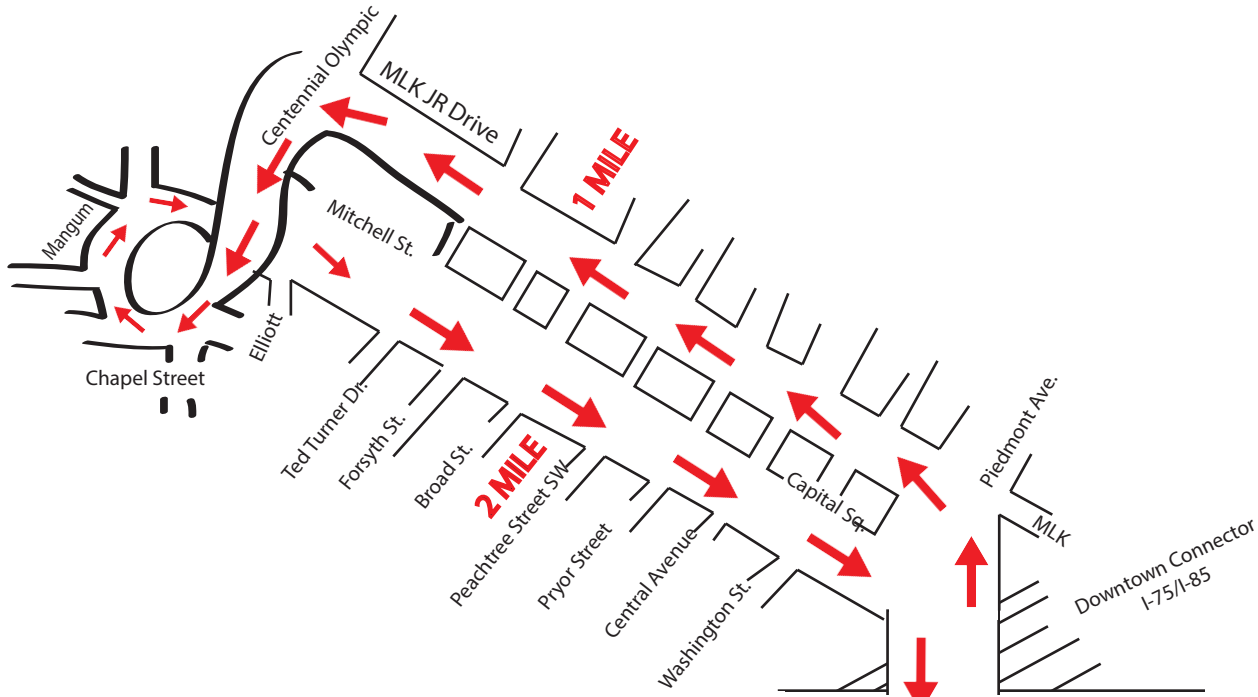 Centennial Olympic
MLK JR Drive
1 MILE
Mangum
Mitchell St.
Elliott
Chapel Street
Ted Turner Dr.
Forsyth St.
Broad St.
2 MILE
Peachtree Street SW
Pryor Street
Central Avenue
Washington St.
Capital Sq.
Piedmont Ave.
MLK
Downtown Connector
I-75/I-85